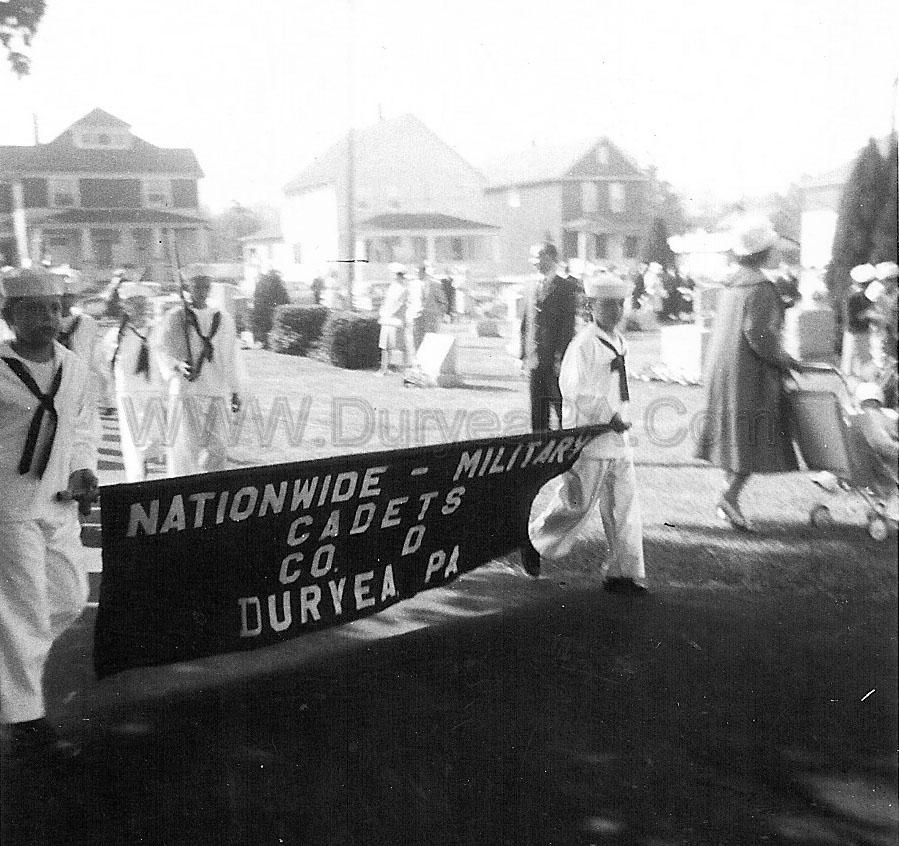 WWW.DuryeaPA.Com
NATIONWIDE - MILITARY
CADETS
CO. D
DURYEA, PA